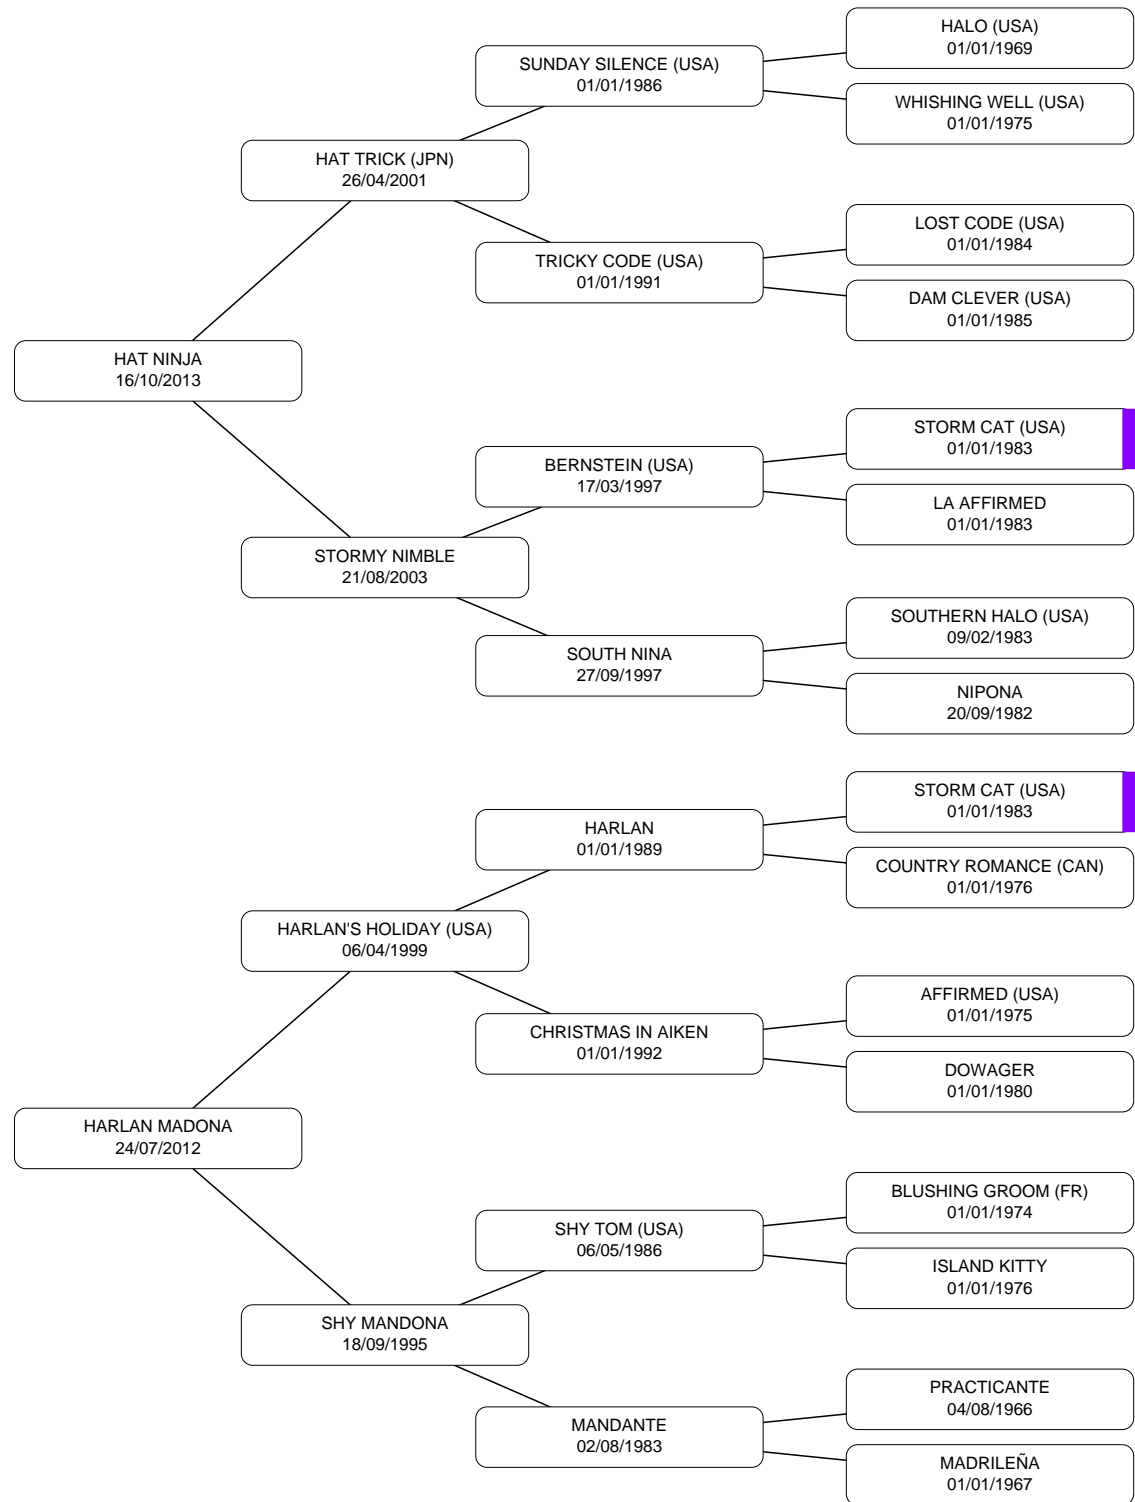 HALO (USA)
01/01/1969
SUNDAY SILENCE (USA)
01/01/1986
WHISHING WELL (USA)
01/01/1975
HAT TRICK (JPN)
26/04/2001
LOST CODE (USA)
01/01/1984
TRICKY CODE (USA)
01/01/1991
DAM CLEVER (USA)
01/01/1985
HAT NINJA
16/10/2013
STORM CAT (USA)
01/01/1983
BERNSTEIN (USA)
17/03/1997
LA AFFIRMED
01/01/1983
STORMY NIMBLE
21/08/2003
SOUTHERN HALO (USA)
09/02/1983
SOUTH NINA
27/09/1997
NIPONA
20/09/1982
STORM CAT (USA)
01/01/1983
HARLAN
01/01/1989
COUNTRY ROMANCE (CAN)
01/01/1976
HARLAN'S HOLIDAY (USA)
06/04/1999
AFFIRMED (USA)
01/01/1975
CHRISTMAS IN AIKEN
01/01/1992
DOWAGER
01/01/1980
HARLAN MADONA
24/07/2012
BLUSHING GROOM (FR)
01/01/1974
SHY TOM (USA)
06/05/1986
ISLAND KITTY
01/01/1976
SHY MANDONA
18/09/1995
PRACTICANTE
04/08/1966
MANDANTE
02/08/1983
MADRILEÑA
01/01/1967